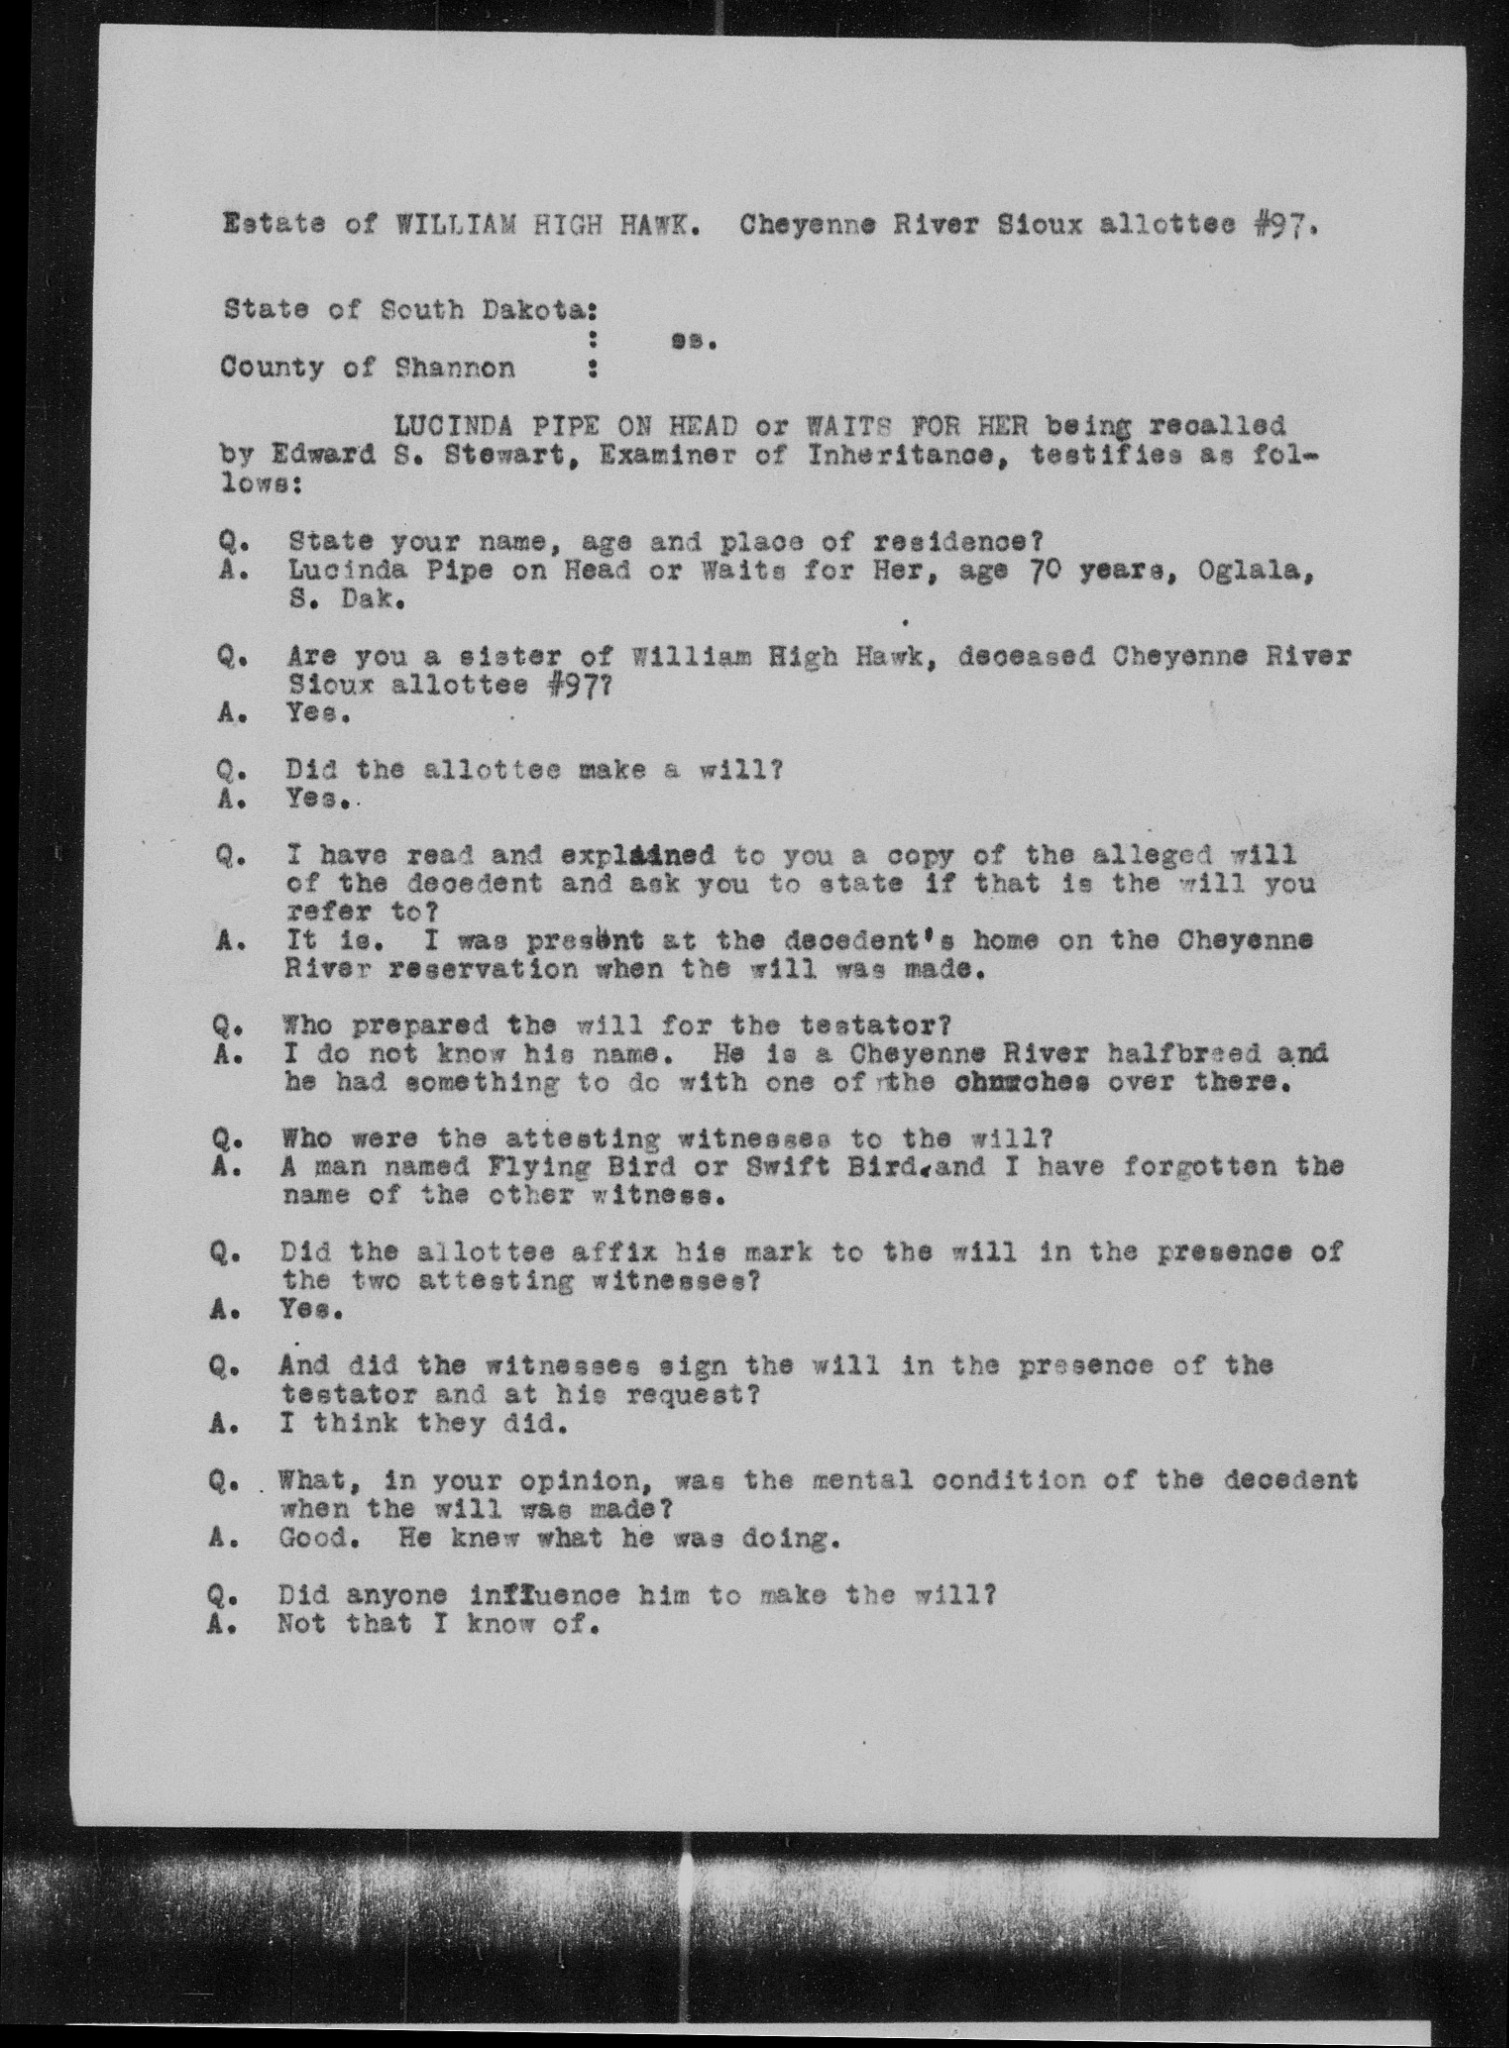 Estate of WILLIAM HIGH HAWK. Cheyenne River Sioux allottee #97.
State of South Dakota:
: ss.
County of Shannon :
LUCINDA PIPE ON HEAD or WAITS FOR HER being recalled
by Edward S. Stewart, Examiner of Inheritance, testifies as fol-
lows:
Q. State your name, age and place of residence?
A. Lucinda Pipe on Head or Waits for Her, age 70 years, Oglala,
S. Dak.
Q. Are you a sister of William High Hawk, deceased Cheyenne River
Sioux allottee #97?
A. Yes.
Q. Did the allottee make a will?
A. Yes.
Q. I have read and explained to you a copy of the alleged will
of the decedent and ask you to state if that is the will you
refer to?
A. It is. I was present at the decedent's home on the Cheyenne
River reservation when the will was made.
Q. Who prepared the will for the testator?
A. I do not know his name. He is a Cheyenne River halfbreed and
he had something to do with one of the churches over there.
Q. Who were the attesting witnesses to the will?
A. A man named Flying Bird or Swift Bird, and I have forgotten the
name of the other witness.
Q. Did the allottee affix his mark to the will in the presence of
the two attesting witnesses?
A. Yes.
Q. And did the witnesses sign the will in the presence of the
testator and at his request?
A. I think they did.
Q. What, in your opinion, was the mental condition of the decedent
when the will was made?
A. Good. He knew what he was doing.
Q. Did anyone influence him to make the will?
A. Not that I know of.